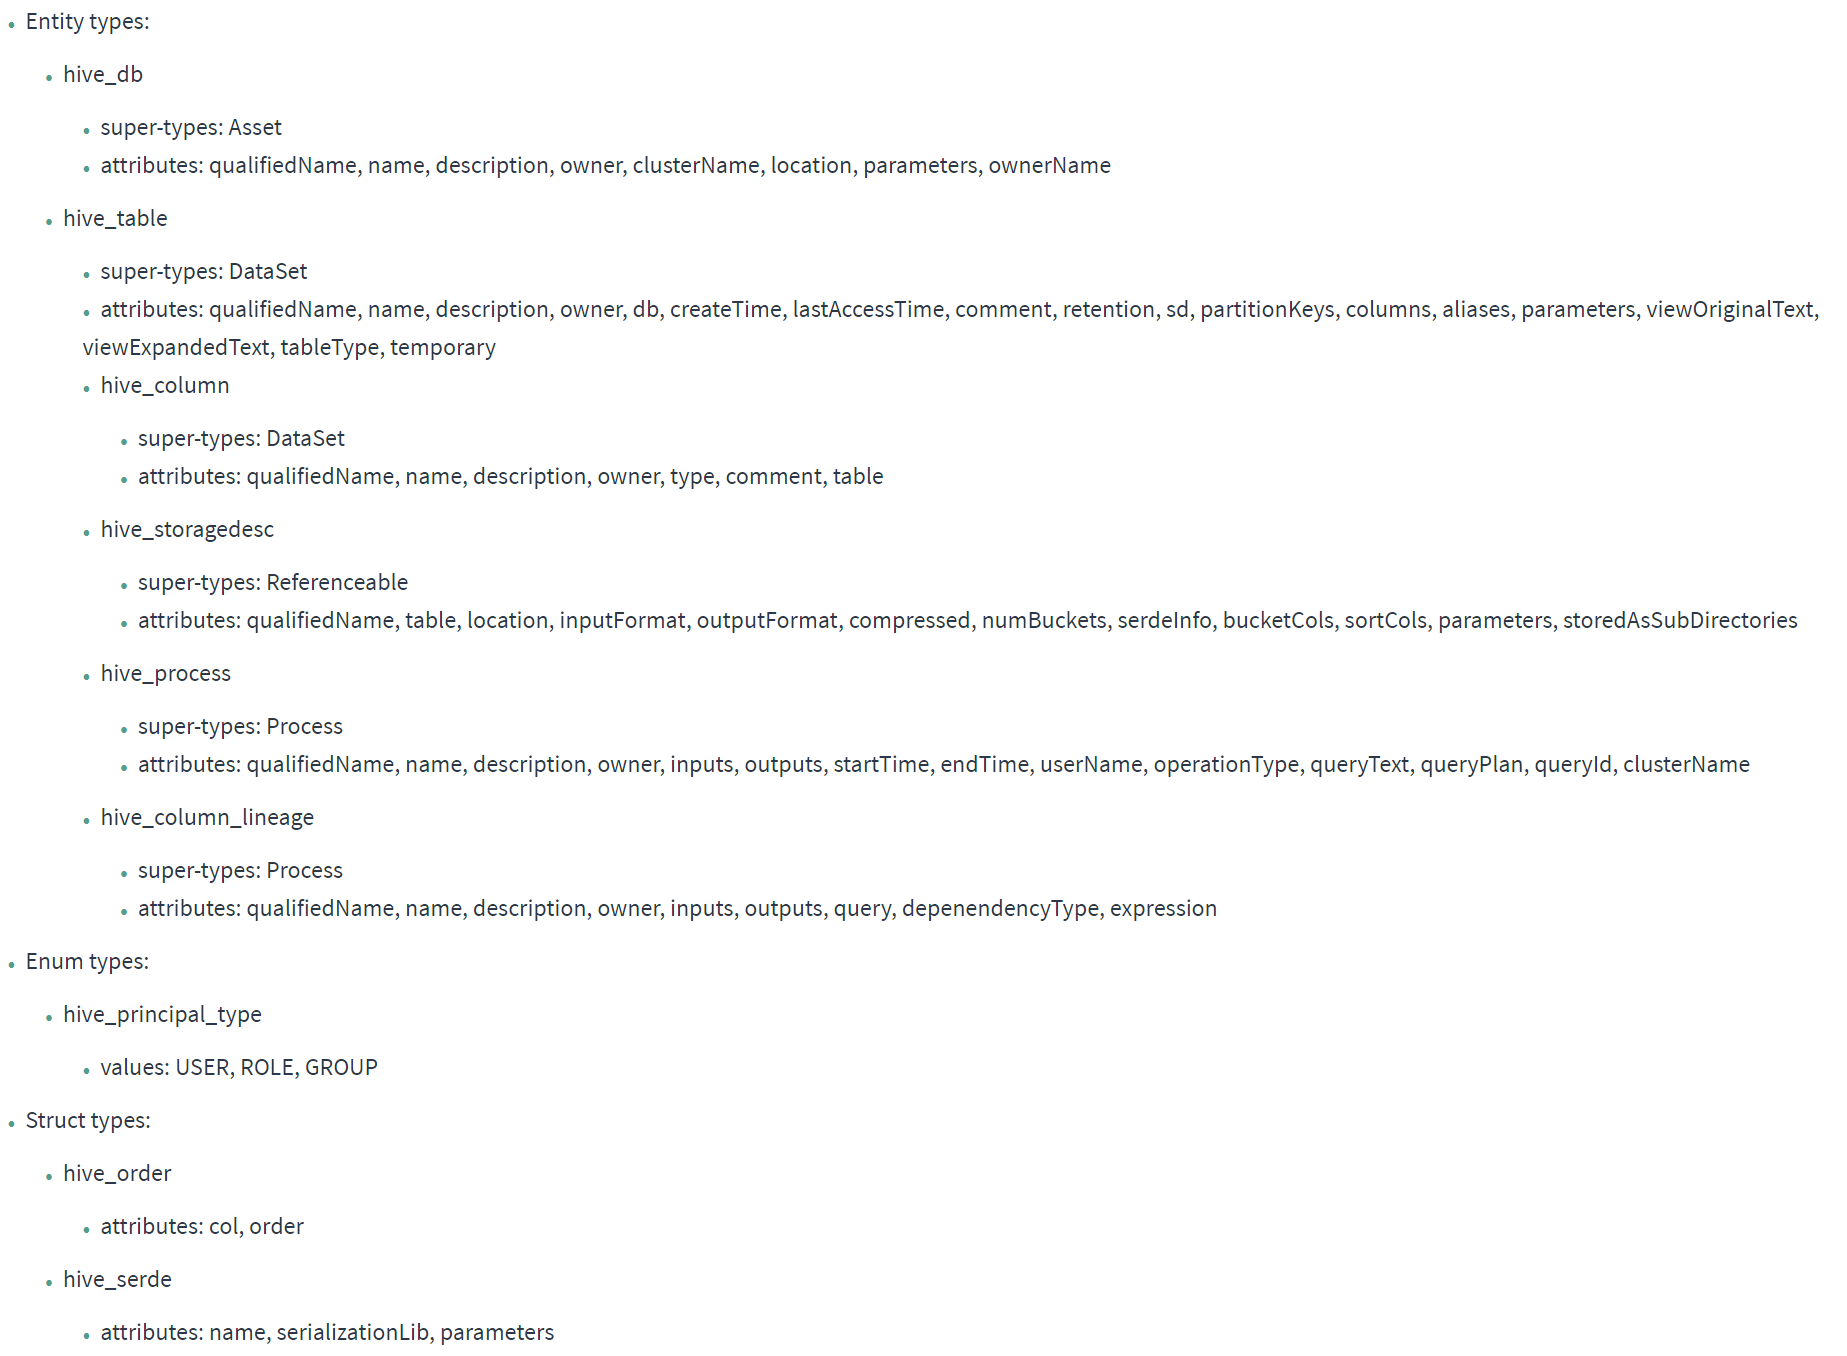 Entity types:
hive_db
super-types: Asset
attributes: qualifiedName, name, description, owner, clusterName, location, parameters, ownerName
hive_table
super-types: DataSet
attributes: qualifiedName, name, description, owner, db, createTime, lastAccessTime, comment, retention, sd, partitionKeys, columns, aliases, parameters, viewOriginalText,
viewExpandedText, tableType, temporary
hive_column
super-types: DataSet
attributes: qualifiedName, name, description, owner, type, comment, table
hive_storagedesc
super-types: Referenceable
attributes: qualifiedName, table, location, inputFormat, outputFormat, compressed, numBuckets, serdeInfo, bucketCols, sortCols, parameters, storedAsSubDirectories
hive_process
super-types: Process
attributes: qualifiedName, name, description, owner, inputs, outputs, startTime, endTime, userName, operationType, queryText, queryPlan, queryId, clusterName
hive_column_lineage
super-types: Process
attributes: qualifiedName, name, description, owner, inputs, outputs, query, depenendencyType, expression
Enum types:
hive_principal_type
values: USER, ROLE, GROUP
Struct types:
hive_order
attributes: col, order
hive_serde
attributes: name, serializationLib, parameters